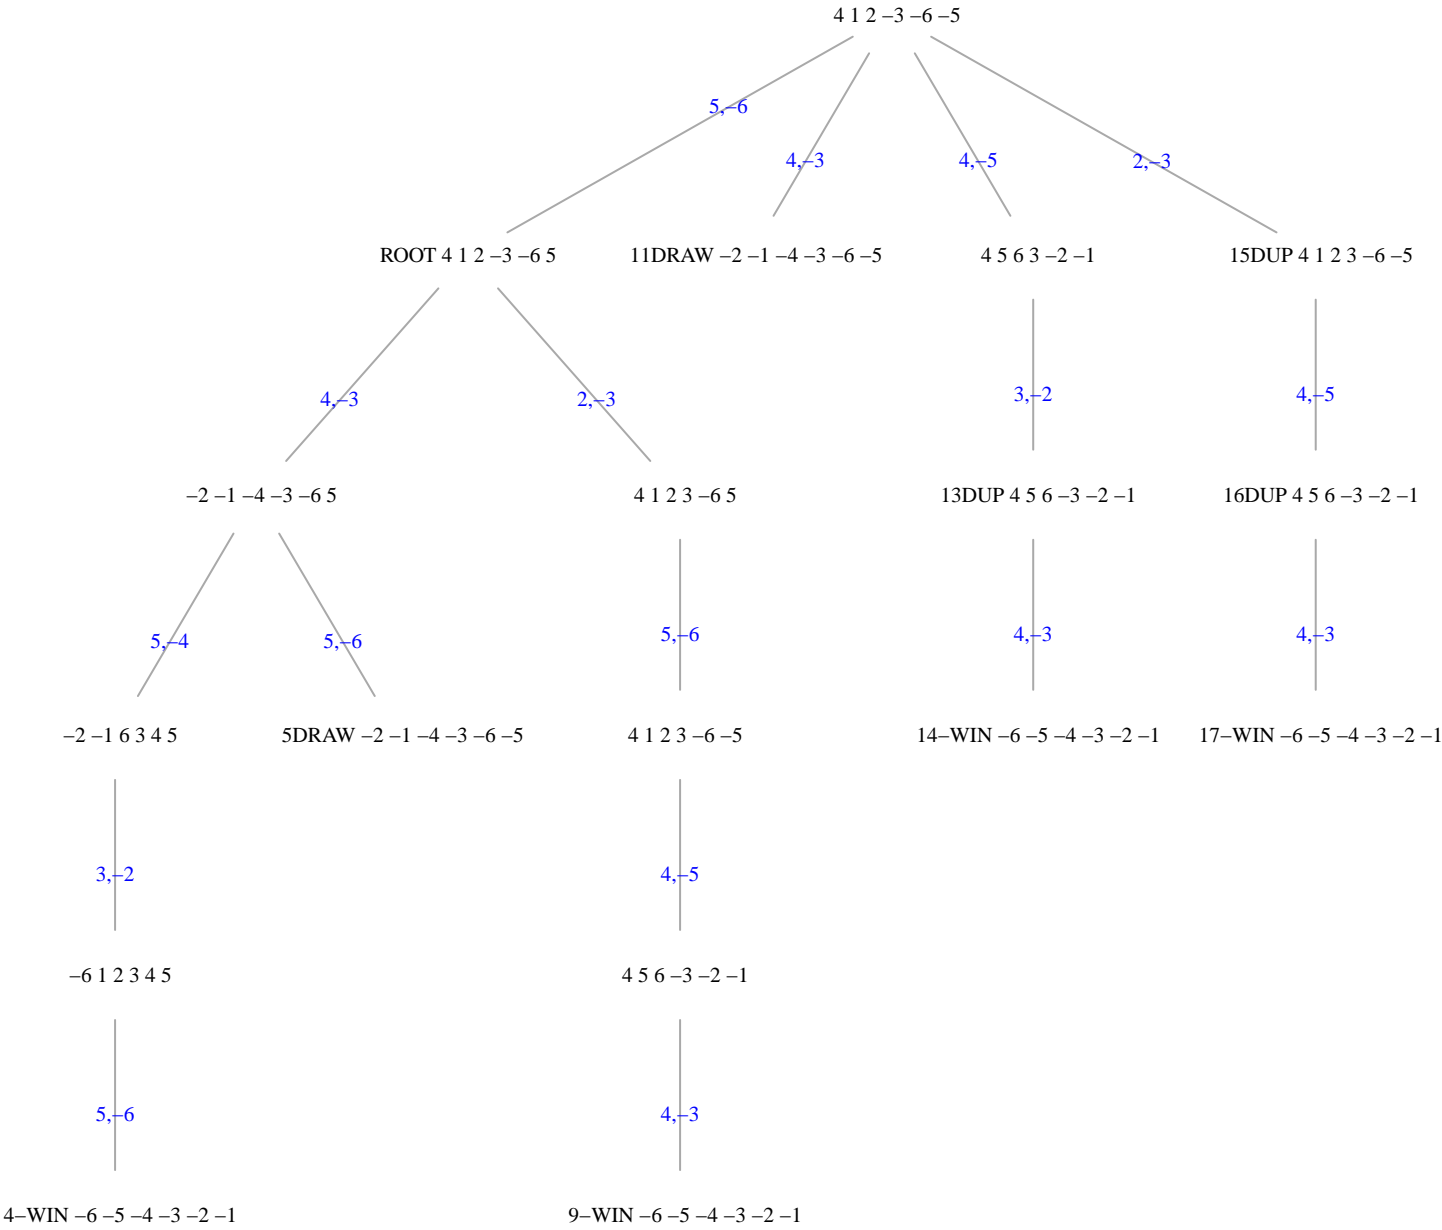 4 1 2 –3 –6 –5
5,–6
4,–3
4,–5
2,–3
ROOT 4 1 2 –3 –6 5
11DRAW –2 –1 –4 –3 –6 –5
4 5 6 3 –2 –1
15DUP 4 1 2 3 –6 –5
4,–3
2,–3
3,–2
4,–5
–2 –1 –4 –3 –6 5
4 1 2 3 –6 5
13DUP 4 5 6 –3 –2 –1
16DUP 4 5 6 –3 –2 –1
5,–4
5,–6
5,–6
4,–3
4,–3
–2 –1 6 3 4 5
5DRAW –2 –1 –4 –3 –6 –5
4 1 2 3 –6 –5
14–WIN –6 –5 –4 –3 –2 –1
17–WIN –6 –5 –4 –3 –2 –1
3,–2
4,–5
–6 1 2 3 4 5
4 5 6 –3 –2 –1
5,–6
4,–3
4–WIN –6 –5 –4 –3 –2 –1
9–WIN –6 –5 –4 –3 –2 –1